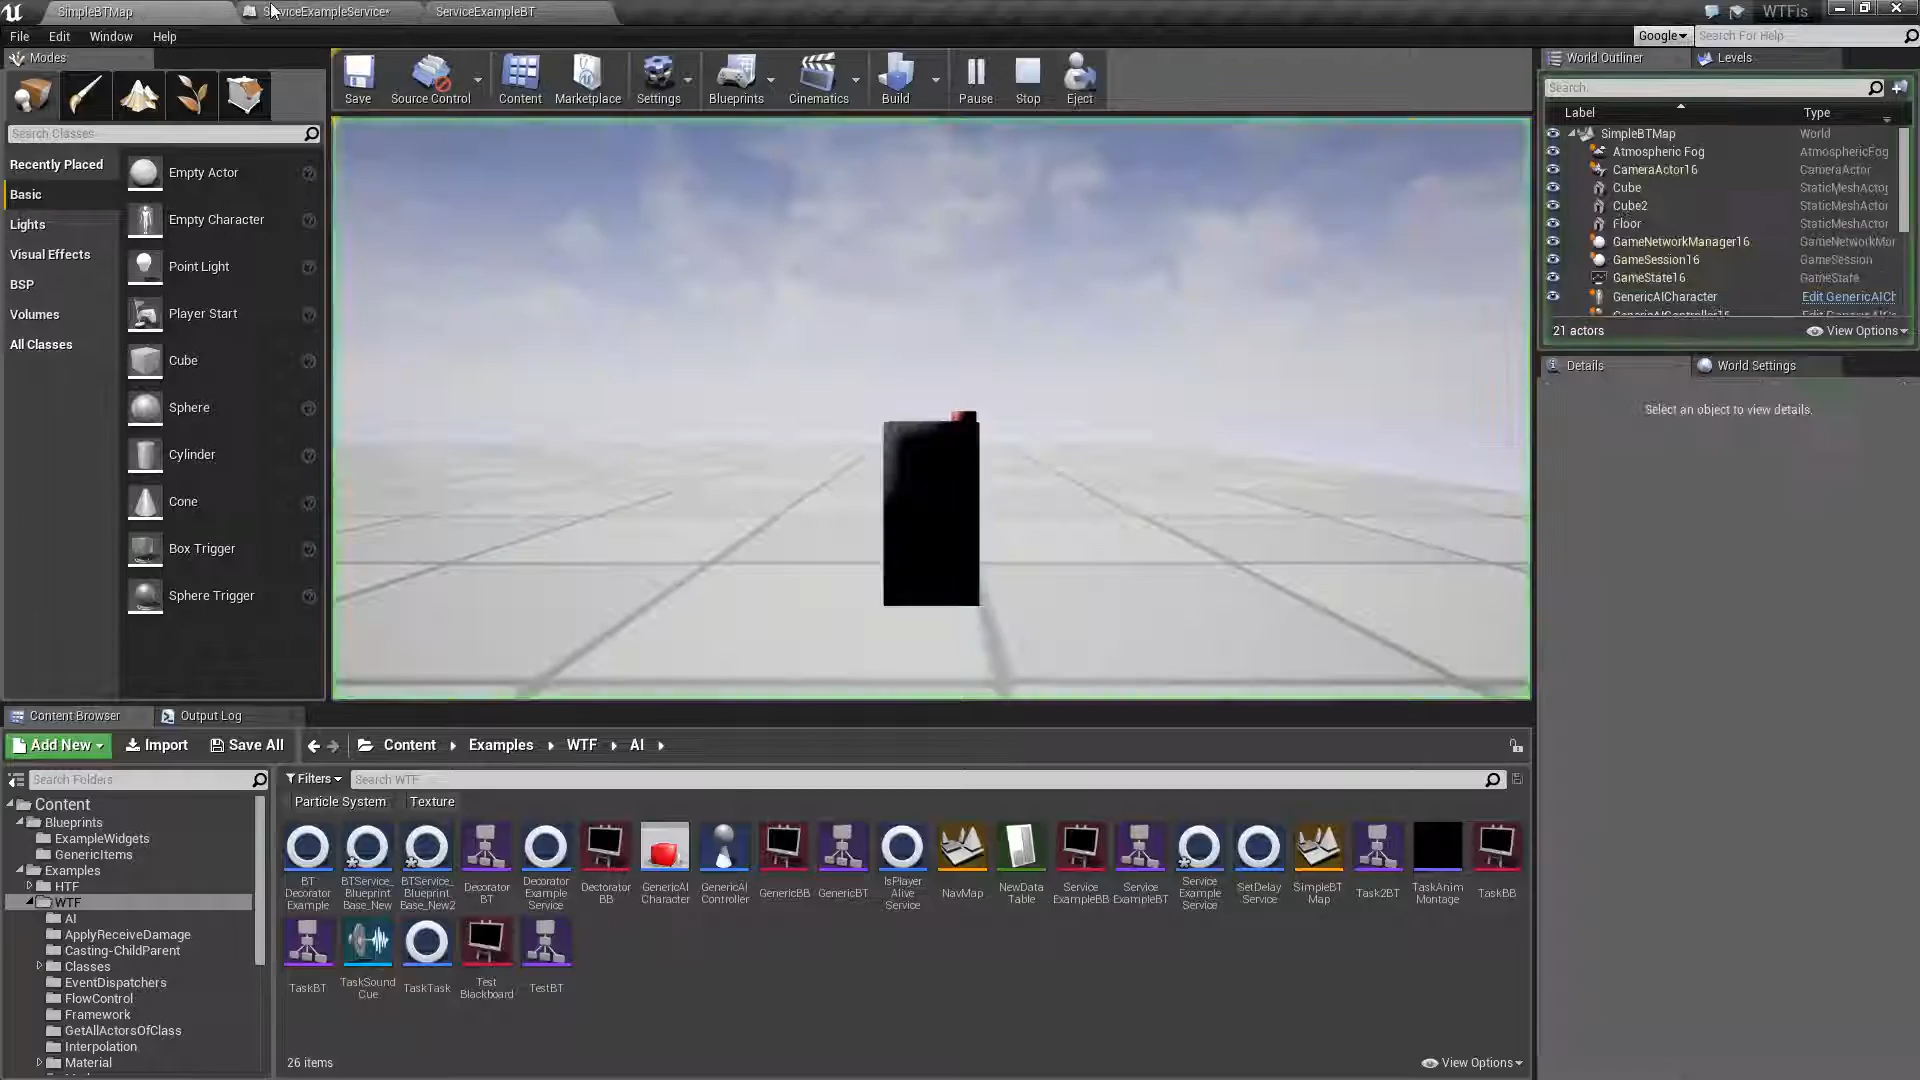 SimpleBTMap
ServiceExampleService*
ServiceExampleBT
WTFis
File Edit Window Help
Google
Search For Help
Modes
Search Classes
Recently Placed
Basic
Lights
Visual Effects
BSP
Volumes
All Classes
Empty Actor
Empty Character
Point Light
Player Start
Cube
Sphere
Cylinder
Cone
Box Trigger
Sphere Trigger
Save
Source Control
Content
Marketplace
Settings
Blueprints
Cinematics
Build
Pause
Stop
Eject
World Outliner
Levels
Search.
Label Type
SimpleBTMap World
Atmospheric Fog AtmosphericFog
CameraActor16 CameraActor
Cube StaticMeshActor
Cube2 StaticMeshActor
Floor StaticMeshActor
GameNetworkManager16 GameNetworkMar
GameSession16 GameSession
GameState16 GameState
GenericAICharacter Edit GenericAICh
21 actors
View Options
Details
World Settings
Select an object to view details.
Content Browser
Output Log
Add New
Import
Save All
Content
Examples
WTF
AI
Search Folders
Filters
Search WTF
Particle System
Texture
Content
Blueprints
ExampleWidgets
GenericItems
Examples
HTF
WTF
AI
ApplyReceiveDamage
Casting-ChildParent
Classes
EventDispatchers
FlowControl
Framework
GetAllActorsOfClass
Interpolation
Material
BT Decorator Example
BTService_Blueprint Base_New
BTService_Blueprint Base_New2
Decorator BT
Decorator Example Service
Dectorator BB
GenericAI Character
GenericAI Controller
GenericBB
GenericBT
IsPlayer Alive Service
NavMap
NewData Table
Service ExampleBB
Service ExampleBT
Service Example Service
SetDelay Service
SimpleBT Map
Task2BT
TaskAnim Montage
TaskBB
TaskBT
TaskSound Cue
TaskTask
Test Blackboard
TestBT
26 items
View Options